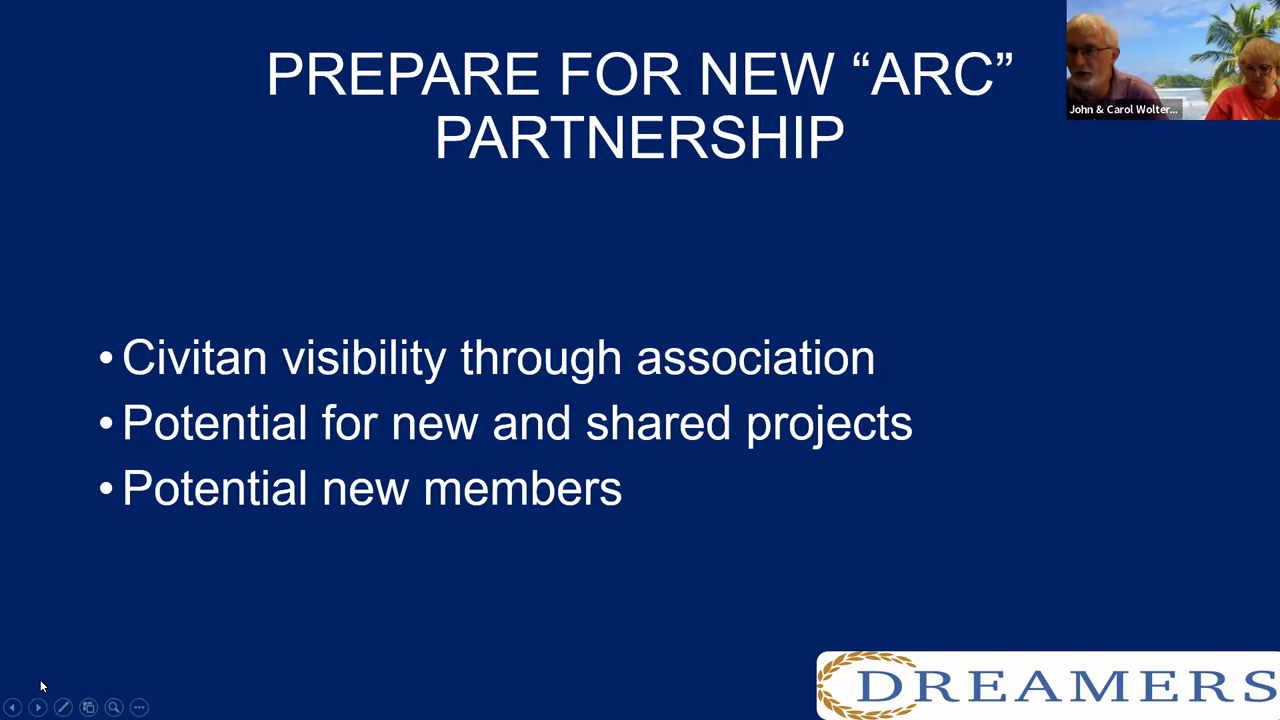 PREPARE FOR NEW “ARC”
PARTNERSHIP
John & Carol Wolter...
•Civitan visibility through association
•Potential for new and shared projects
•Potential new members
DREAMERS